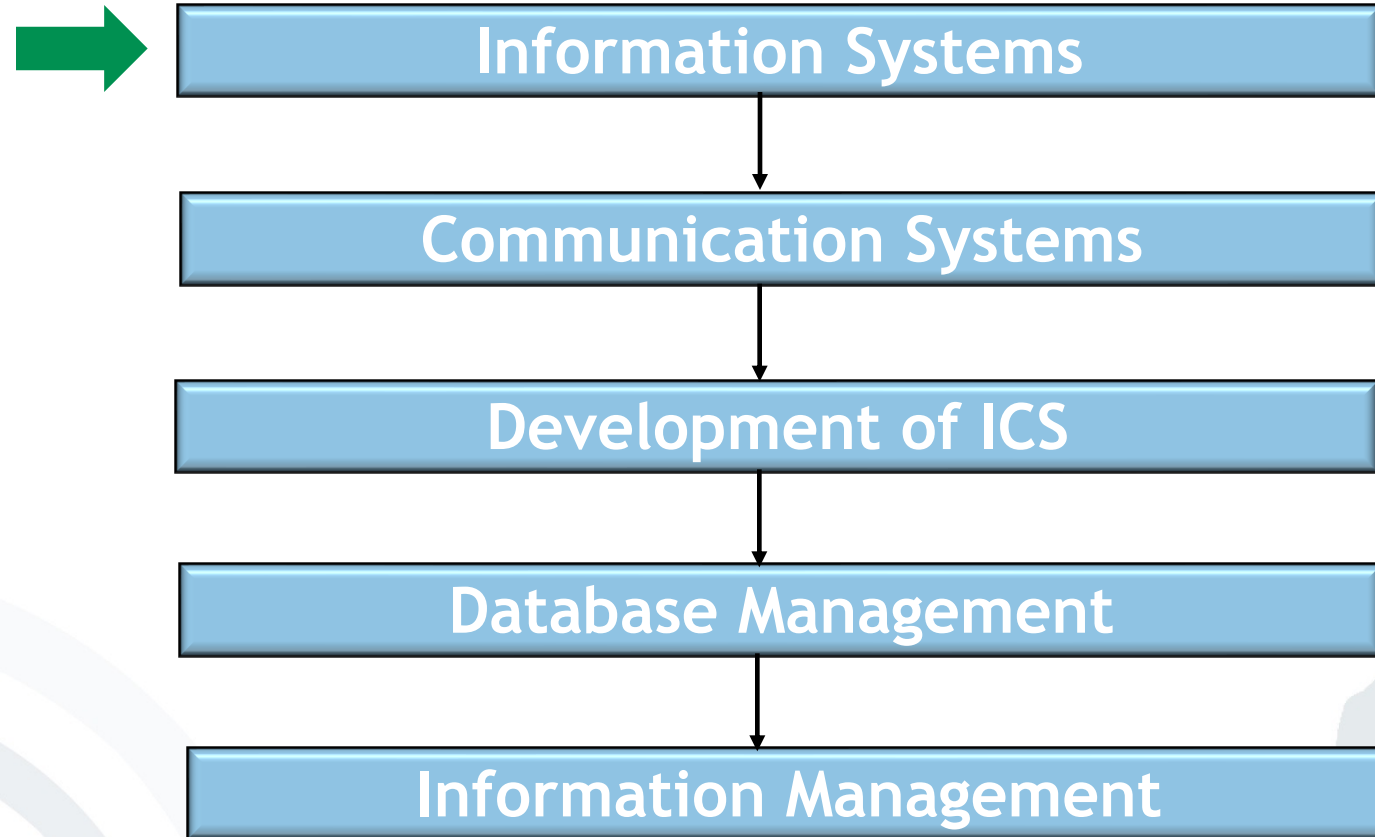 Information Systems
Communication Systems
Development of ICS
Database Management
Information Management